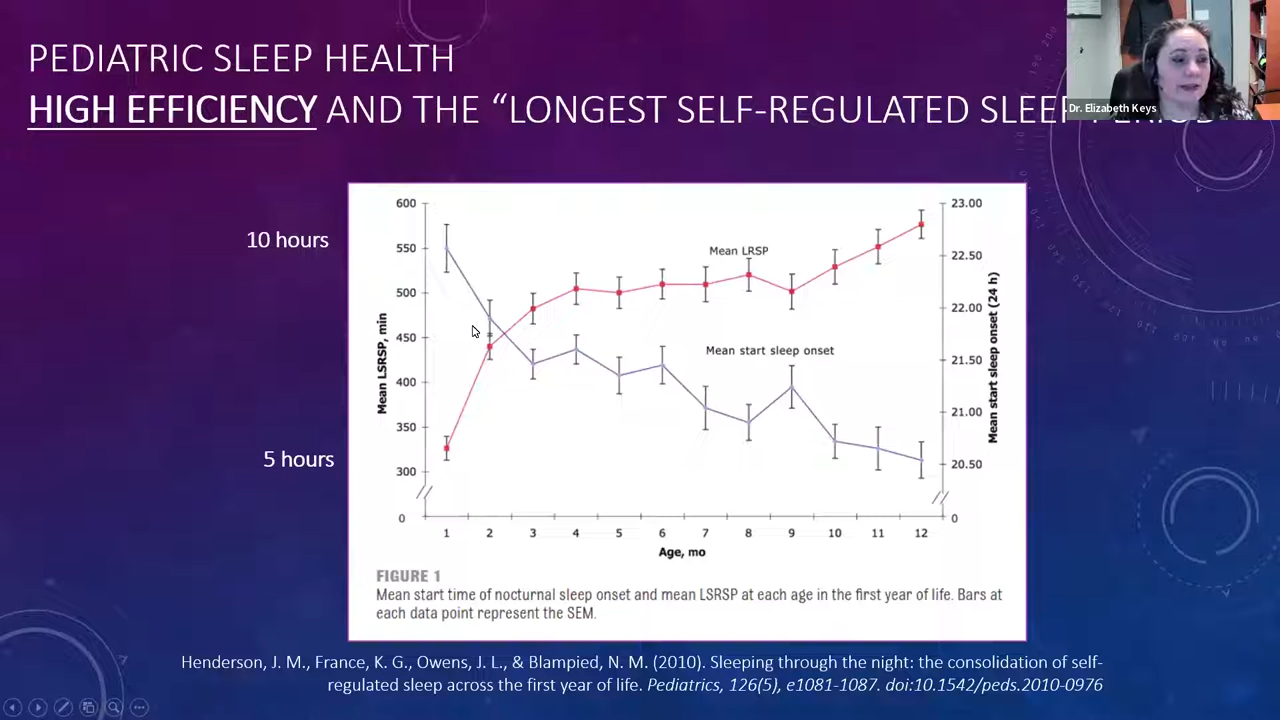 PEDIATRIC SLEEP HEALTH
HIGH EFFICIENCY AND THE “LONGEST SELF-REGULATED SLEEP PERIOD”
Dr. Elizabeth Keys
10 hours
5 hours
600
550
500
450
400
350
300
0
Mean LSRSP, min
Mean LRSP
Mean start sleep onset
23.00
22.50
22.00
21.50
21.00
20.50
0
Mean start sleep onset (24 h)
1 2 3 4 5 6 7 8 9 10 11 12
Age, mo
FIGURE 1
Mean start time of nocturnal sleep onset and mean LSRSP at each age in the first year of life. Bars at
each data point represent the SEM.
Henderson, J. M., France, K. G., Owens, J. L., & Blampied, N. M. (2010). Sleeping through the night: the consolidation of self-
regulated sleep across the first year of life. Pediatrics, 126(5), e1081-1087. doi:10.1542/peds.2010-0976